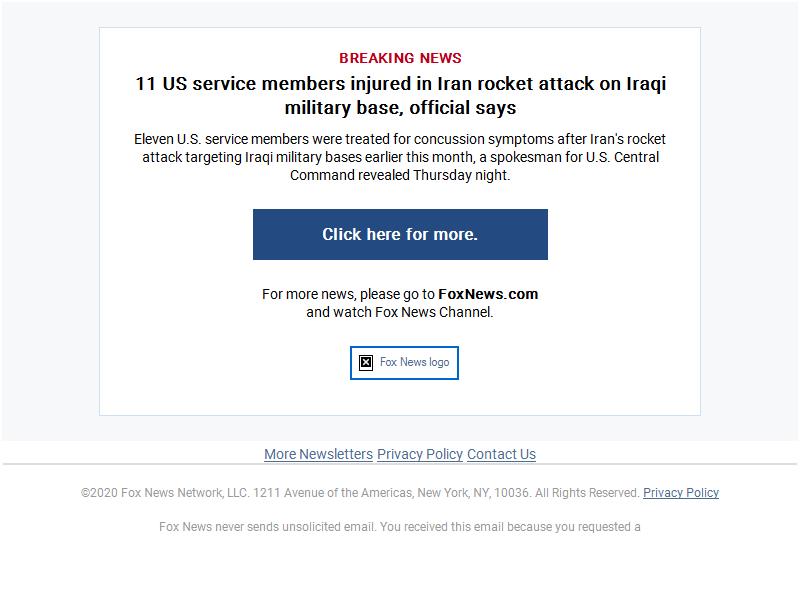 BREAKING NEWS
11 US service members injured in Iran rocket attack on Iraqi
military base, official says
Eleven U.S. service members were treated for concussion symptoms after Iran's rocket
attack targeting Iraqi military bases earlier this month, a spokesman for U.S. Central
Command revealed Thursday night.
Click here for more.
For more news, please go to FoxNews.com
and watch Fox News Channel.
Fox News logo
More Newsletters Privacy Policy Contact Us
©2020 Fox News Network, LLC. 1211 Avenue of the Americas, New York, NY, 10036. All Rights Reserved. Privacy Policy
Fox News never sends unsolicited email. You received this email because you requested a